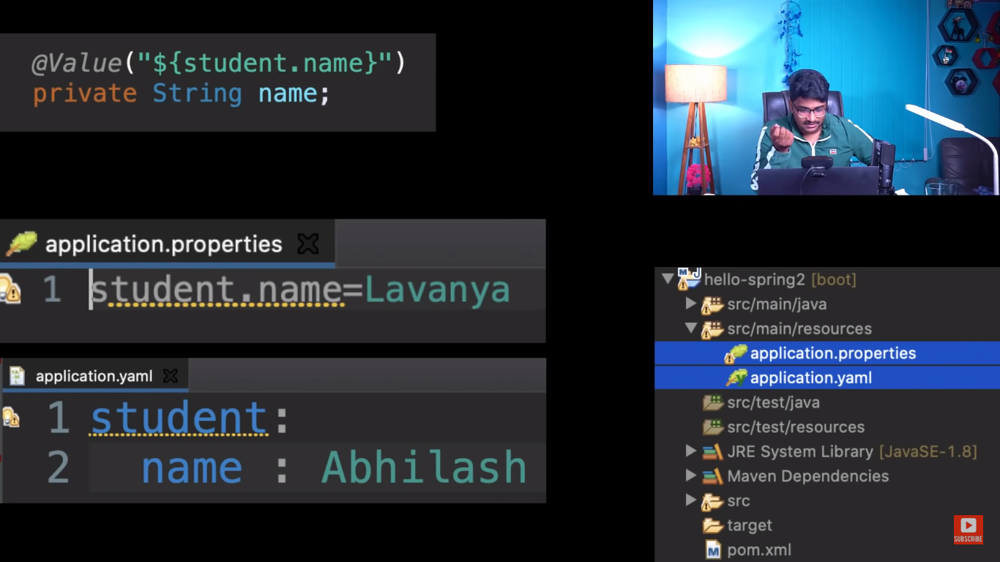 @Value("${student.name}")
private String name;
application.properties
1 student.name=Lavanya
application.yaml
1 student:
2 name : Abhilash
hello-spring2 [boot]
src/main/java
src/main/resources
application.properties
application.yaml
src/test/java
src/test/resources
JRE System Library [JavaSE-1.8]
Maven Dependencies
src
target
pom.xml
SUBSCRIBE